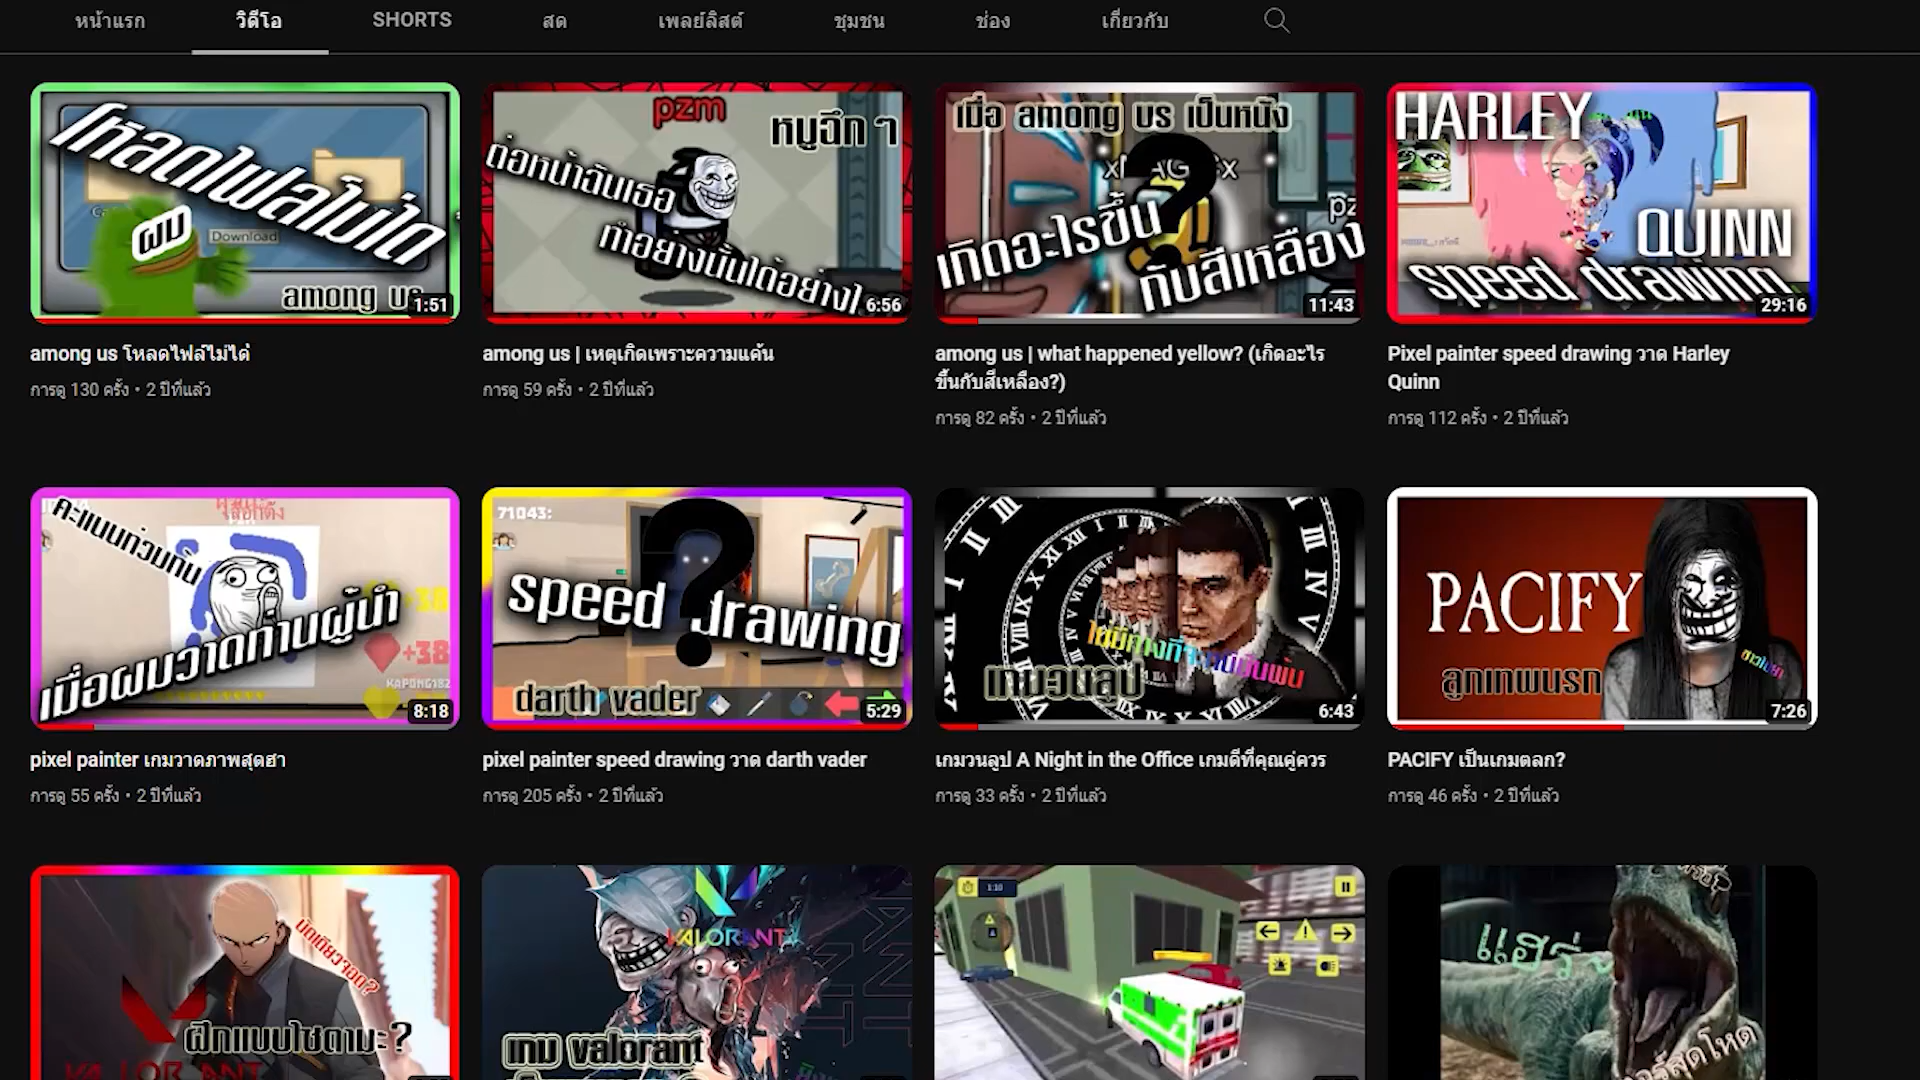 หน้าแรก
วิดีโอ
SHORTS
สด
เพลย์ลิสต์
ชุมชน
ช่อง
เกี่ยวกับ
โหลดไฟล์ไม่ได้
ผม
Download
among us
1:51
pzm
หมูฉึก ๆ
ต่อหน้าฉันเธอ
ทำอย่างนั้นได้อย่างไ
6:56
เมื่อ among us เป็นหนัง
เกิดอะไรขึ้น
กับสีเหลือง
11:43
HARLEY
QUINN
speed drawing
29:16
among us โหลดไฟล์ไม่ได้
การดู 130 ครั้ง • 2 ปีที่แล้ว
among us | เหตุเกิดเพราะความแค้น
การดู 59 ครั้ง • 2 ปีที่แล้ว
among us | what happened yellow? (เกิดอะไร
ขึ้นกับสีเหลือง?)
การดู 82 ครั้ง • 2 ปีที่แล้ว
Pixel painter speed drawing วาด Harley
Quinn
การดู 112 ครั้ง • 2 ปีที่แล้ว
คะแนนท่วมท้น
เมื่อผมวาดท่านผู้นำ
+38
+38
KAPONG182
8:18
71043:
speed drawing
darth vader
5:29
เกมวนลูป
6:43
PACIFY
ลูกเทพนรก
7:26
pixel painter เกมวาดภาพสุดฮา
การดู 55 ครั้ง • 2 ปีที่แล้ว
pixel painter speed drawing วาด darth vader
การดู 205 ครั้ง • 2 ปีที่แล้ว
เกมวนลูป A Night in the Office เกมดีที่คุณคู่ควร
การดู 33 ครั้ง • 2 ปีที่แล้ว
PACIFY เป็นเกมตลก?
การดู 46 ครั้ง • 2 ปีที่แล้ว
ฝึกแบบไซตามะ?
VALORANT
VALORANT
เกม valorant
1:10
แฮร่